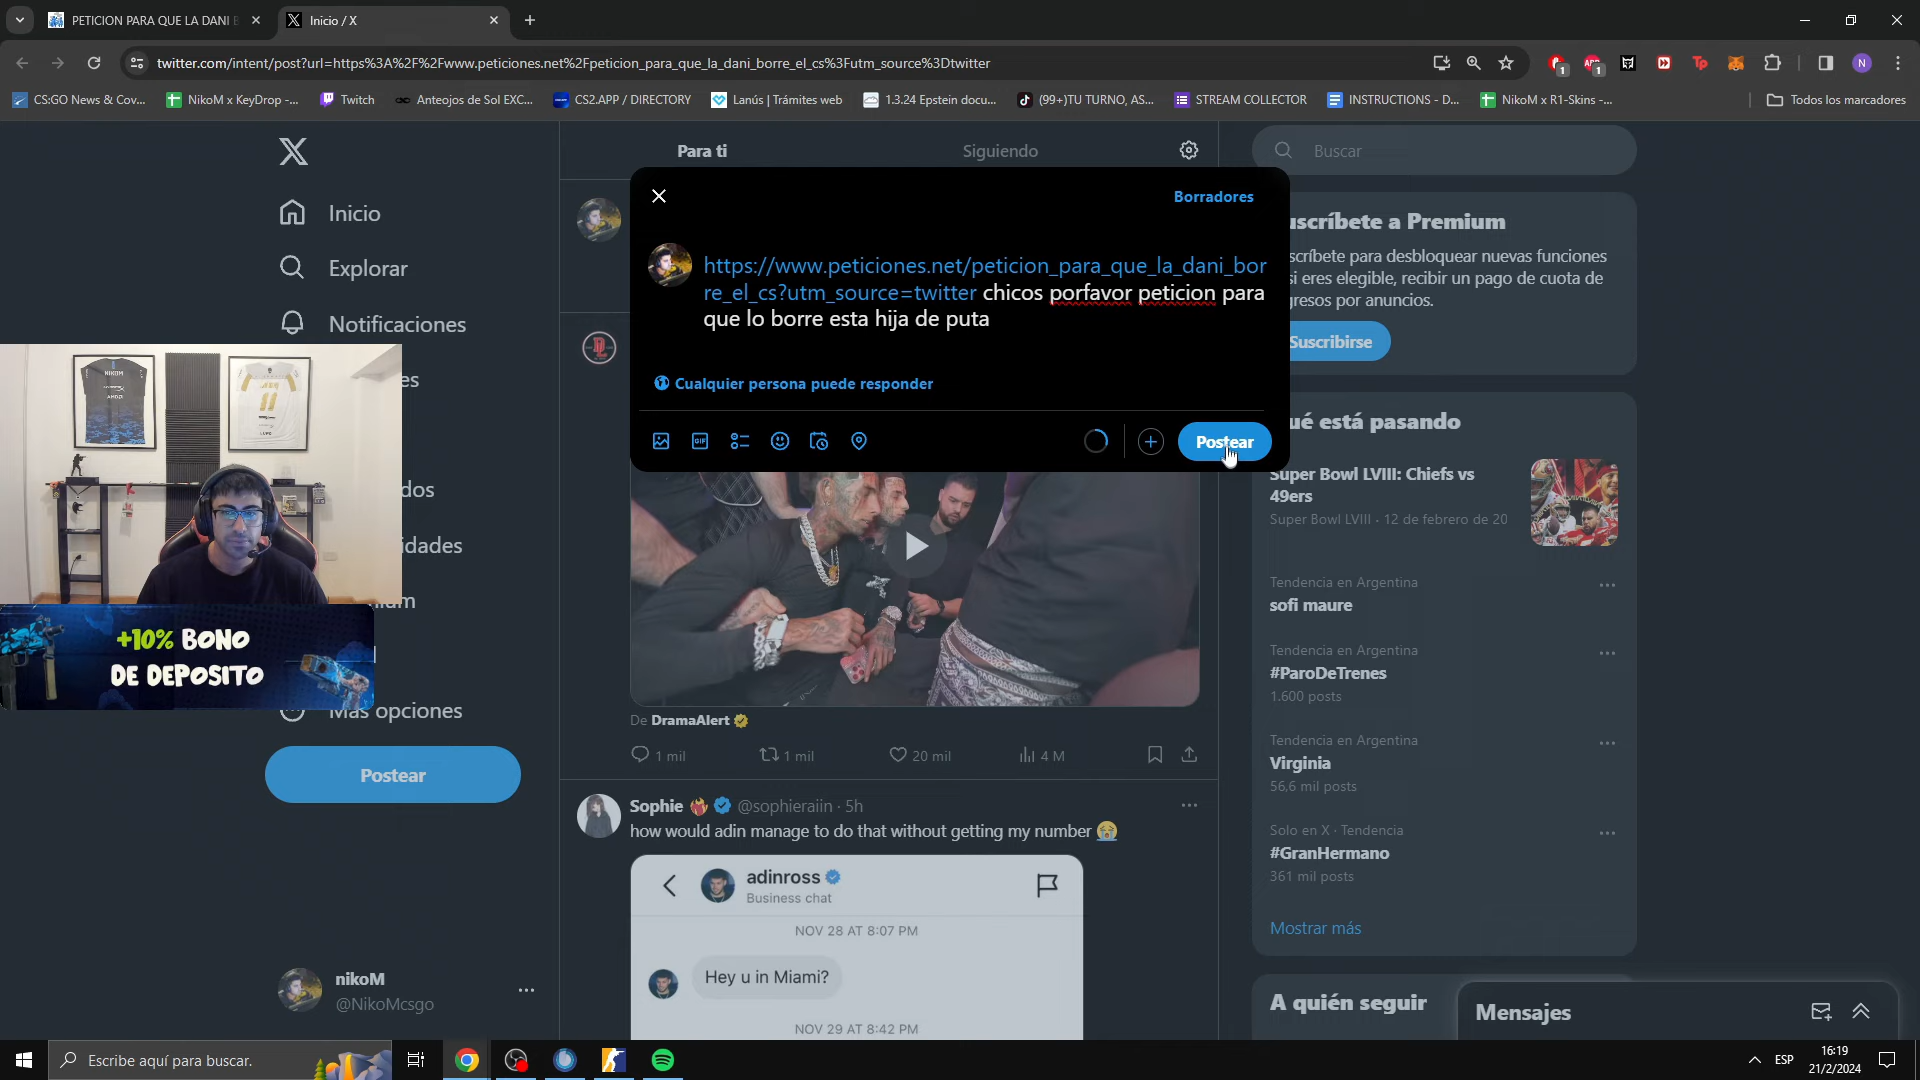 PETICION PARA QUE LA DANI
Inicio / X
twitter.com/intent/post?url=https%3A%2F%2Fwww.peticiones.net%2Fpeticion_para_que_la_dani_borre_el_cs%3Futm_source%3Dtwitter
CS:GO News & Cov...
NikoM x KeyDrop -...
Twitch
Anteojos de Sol EXC...
CS2.APP / DIRECTORY
Lanús | Trámites web
1.3.24 Epstein docu...
(99+)TU TURNO, AS...
STREAM COLLECTOR
INSTRUCTIONS - D...
NikoM x R1-Skins -...
Todos los marcadores
Inicio
Explorar
Notificaciones
es
dos
idades
ium
Más opciones
Postear
nikoM
@NikoMcsgo
NIKOM
11
+10% BONO
DE DEPOSITO
Para ti
Siguiendo
Borradores
https://www.peticiones.net/peticion_para_que_la_dani_bor
re_el_cs?utm_source=twitter chicos porfavor peticion para
que lo borre esta hija de puta
Cualquier persona puede responder
GIF
Postear
De DramaAlert
1 mil
1 mil
20 mil
4 M
Sophie @sophieraiin · 5h
how would adin manage to do that without getting my number
adinross
Business chat
NOV 28 AT 8:07 PM
Hey u in Miami?
NOV 29 AT 8:42 PM
Buscar
uscríbete a Premium
scríbete para desbloquear nuevas funciones
si eres elegible, recibir un pago de cuota de
gresos por anuncios.
Suscribirse
ué está pasando
Super Bowl LVIII: Chiefs vs
49ers
Super Bowl LVIII · 12 de febrero de 20
Tendencia en Argentina
sofi maure
Tendencia en Argentina
#ParoDeTrenes
1.600 posts
Tendencia en Argentina
Virginia
56,6 mil posts
Solo en X · Tendencia
#GranHermano
361 mil posts
Mostrar más
A quién seguir
Mensajes
Escribe aquí para buscar.
ESP
16:19
21/2/2024